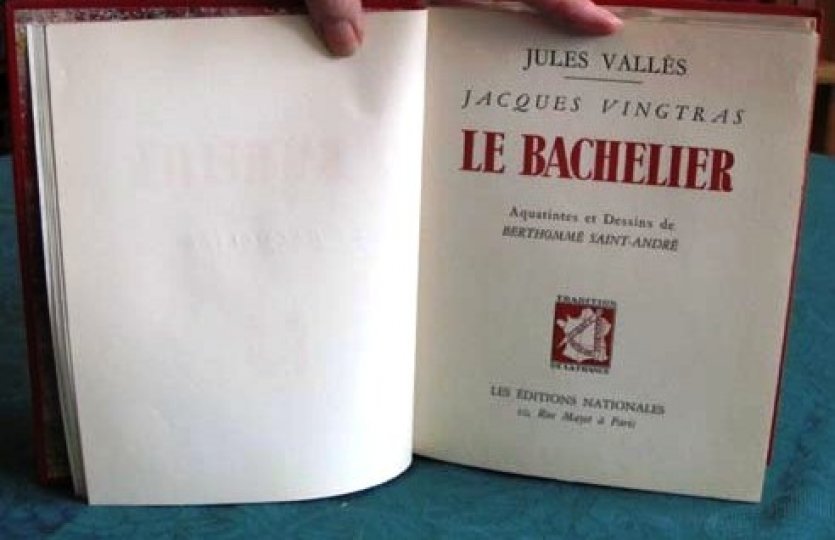 JULES VALLÈS
JACQUES VINGTRAS
LE BACHELIER
Aquatintes et Dessins de
BERTHOMMÉ SAINT-ANDRÉ
TRADITION
DE LA FRANCE
LES ÉDITIONS NATIONALES
10, Rue Mayet à Paris